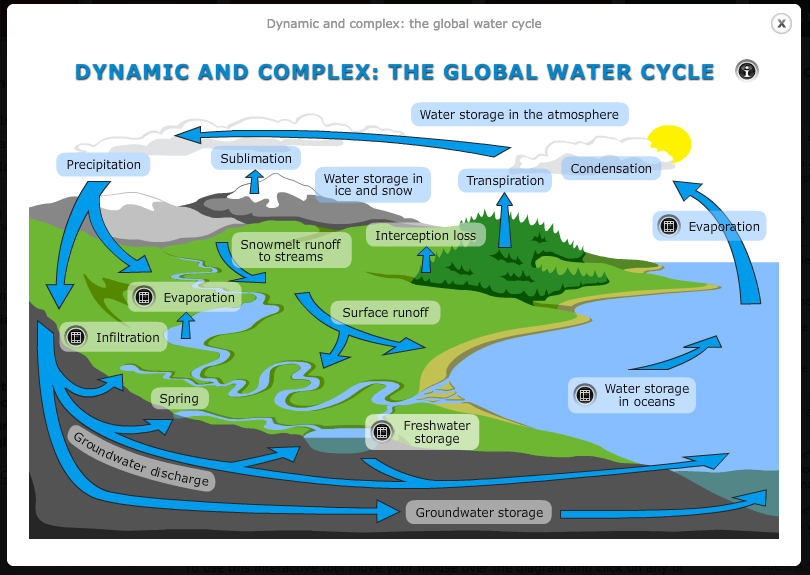 Dynamic and complex: the global water cycle
DYNAMIC AND COMPLEX: THE GLOBAL WATER CYCLE
Water storage in the atmosphere
Precipitation
Sublimation
Water storage in
ice and snow
Transpiration
Condensation
Evaporation
Snowmelt runoff
to streams
Interception loss
Evaporation
Surface runoff
Infiltration
Spring
Water storage
in oceans
Freshwater
storage
Groundwater discharge
Groundwater storage